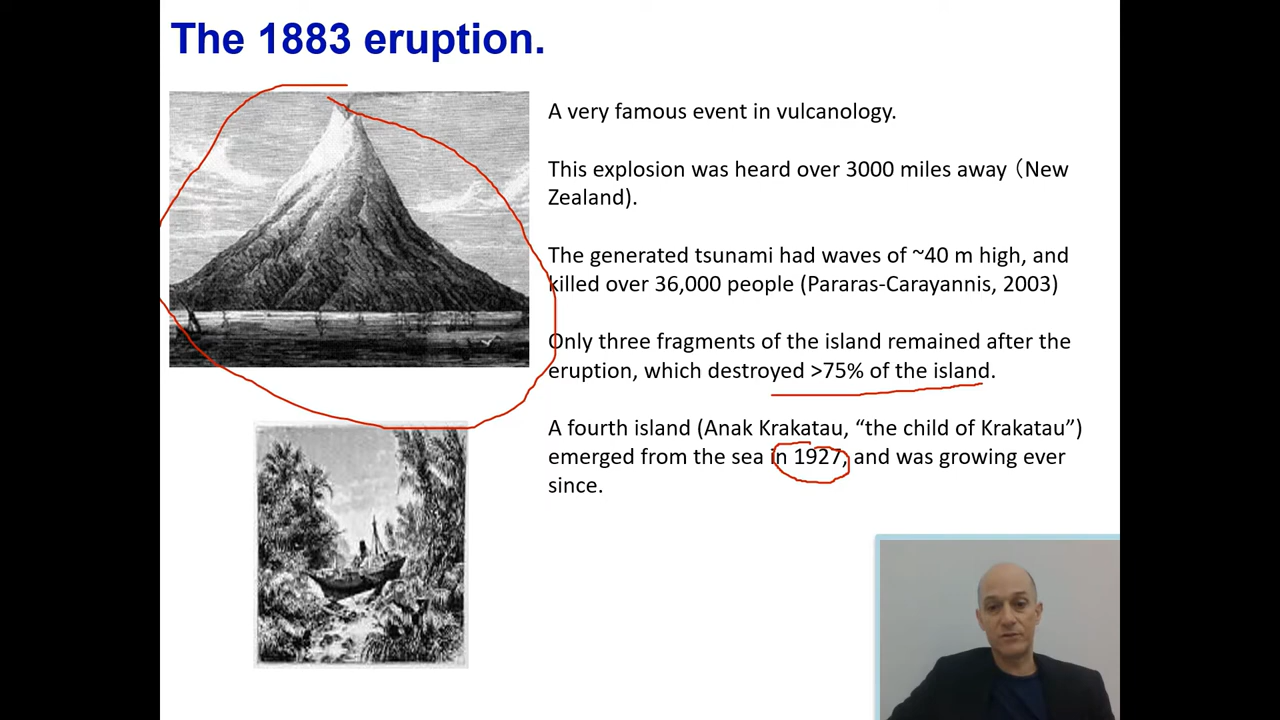 The 1883 eruption.
A very famous event in vulcanology.
This explosion was heard over 3000 miles away（New
Zealand).
The generated tsunami had waves of ~40 m high, and
killed over 36,000 people (Pararas-Carayannis, 2003)
Only three fragments of the island remained after the
eruption, which destroyed >75% of the island.
A fourth island (Anak Krakatau, “the child of Krakatau”)
emerged from the sea in 1927, and was growing ever
since.